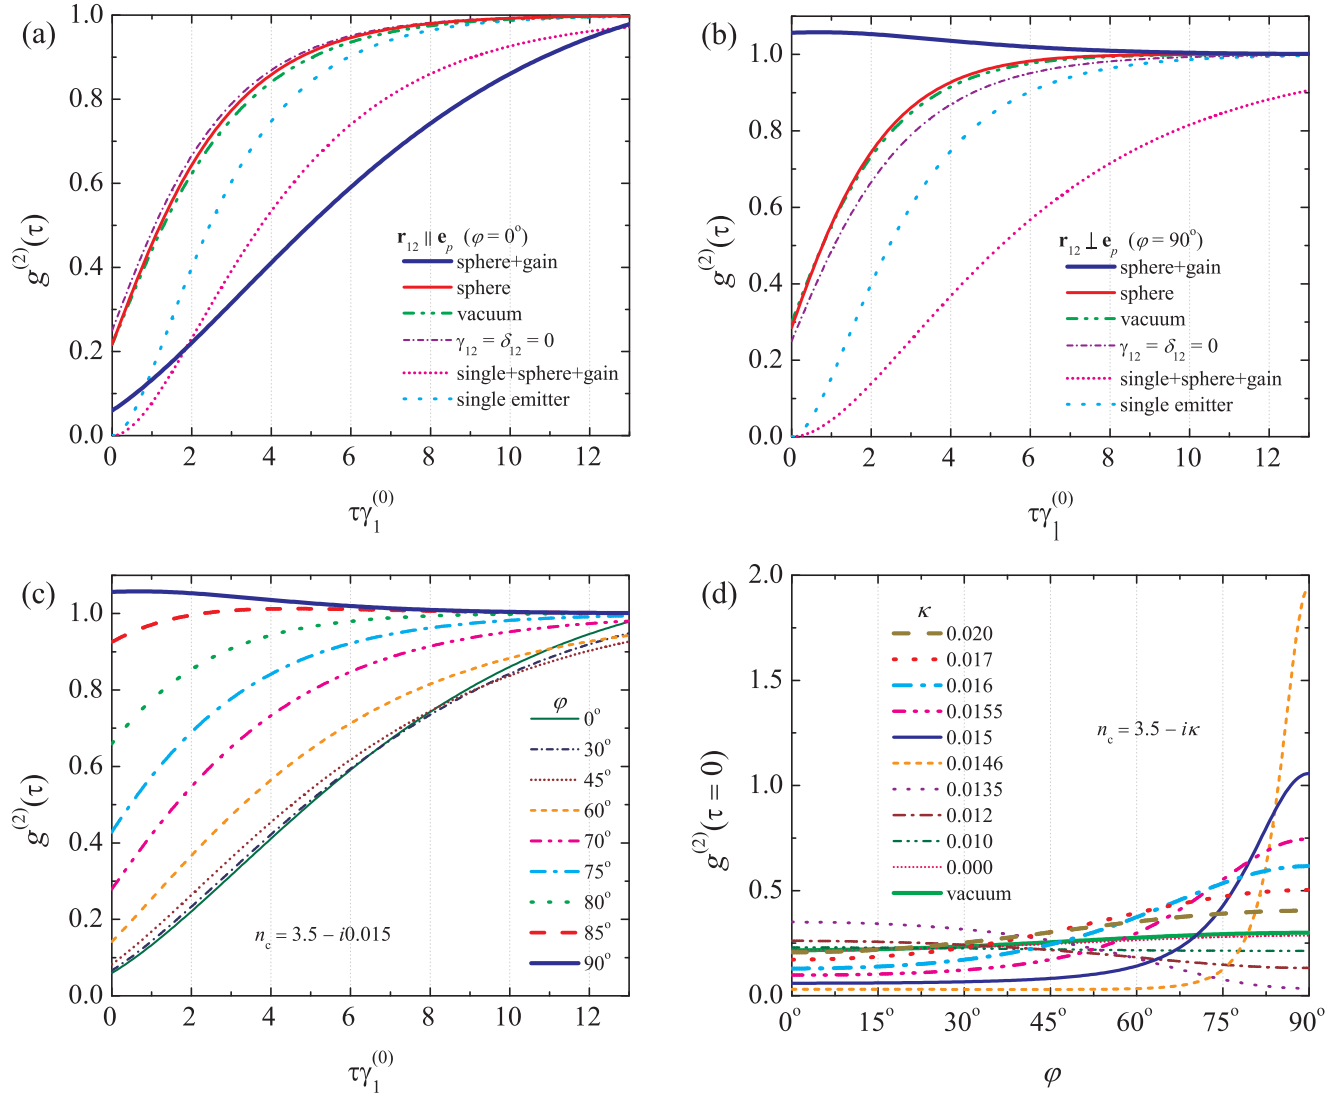 (a)
1.0
0.8
0.6
0.4
0.2
0.0
g⁽²⁾(τ)
r₁₂ || eₚ (φ = 0°)
sphere+gain
sphere
vacuum
γ₁₂ = δ₁₂ = 0
single+sphere+gain
single emitter
0 2 4 6 8 10 12
τγ₁⁽⁰⁾
(b)
1.0
0.8
0.6
0.4
0.2
0.0
g⁽²⁾(τ)
r₁₂ ⊥ eₚ (φ = 90°)
sphere+gain
sphere
vacuum
γ₁₂ = δ₁₂ = 0
single+sphere+gain
single emitter
0 2 4 6 8 10 12
τγ₁⁽⁰⁾
(c)
1.0
0.8
0.6
0.4
0.2
0.0
g⁽²⁾(τ)
φ
0°
30°
45°
60°
70°
75°
80°
85°
90°
n_c = 3.5 − i0.015
0 2 4 6 8 10 12
τγ₁⁽⁰⁾
(d)
2.0
1.5
1.0
0.5
0.0
g⁽²⁾(τ = 0)
κ
0.020
0.017
0.016
0.0155
0.015
0.0146
0.0135
0.012
0.010
0.000
vacuum
n_c = 3.5 − iκ
0° 15° 30° 45° 60° 75° 90°
φ